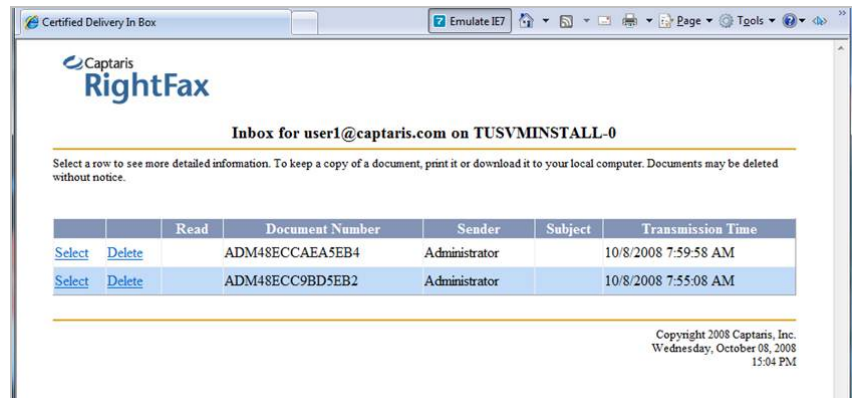 Certified Delivery In Box
7 Emulate IE7 Page Tools »
Captaris
RightFax
Inbox for user1@captaris.com on TUSVMINSTALL-0
Select a row to see more detailed information. To keep a copy of a document, print it or download it to your local computer. Documents may be deleted
without notice.
Read Document Number Sender Subject Transmission Time
Select Delete ADM48ECCAEA5EB4 Administrator 10/8/2008 7:59:58 AM
Select Delete ADM48ECC9BD5EB2 Administrator 10/8/2008 7:55:08 AM
Copyright 2008 Captaris, Inc.
Wednesday, October 08, 2008
15:04 PM